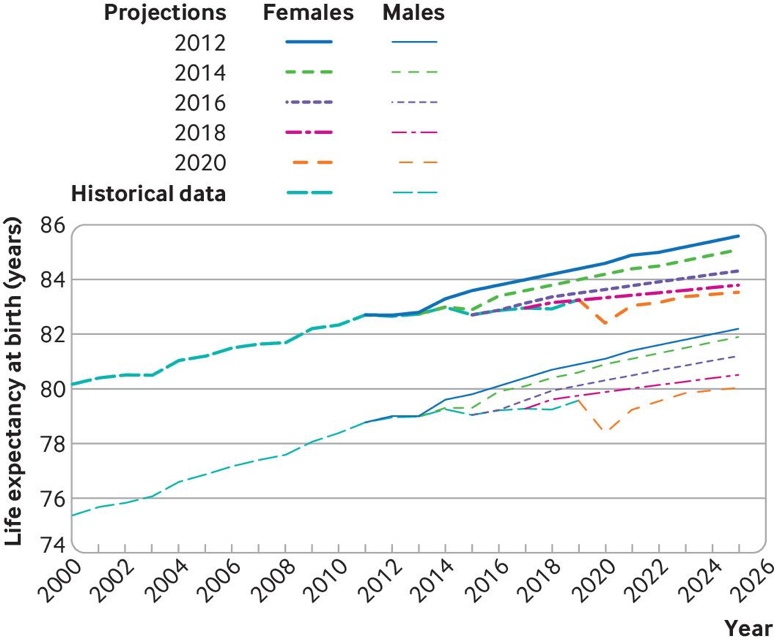 Projections Females Males
2012
2014
2016
2018
2020
Historical data
Life expectancy at birth (years)
86
84
82
80
78
76
74
2000 2002 2004 2006 2008 2010 2012 2014 2016 2018 2020 2022 2024 2026
Year